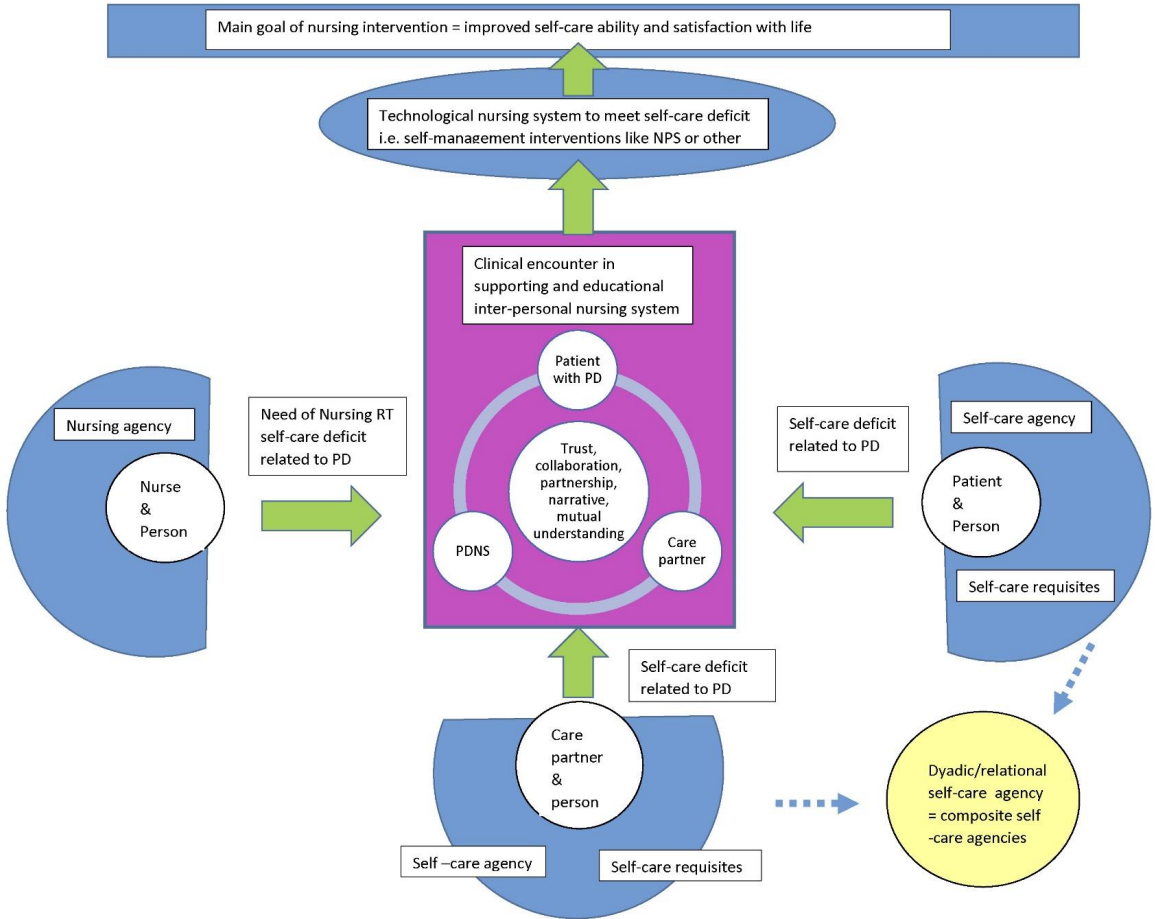 Main goal of nursing intervention = improved self-care ability and satisfaction with life
Technological nursing system to meet self-care deficit
i.e. self-management interventions like NPS or other
Clinical encounter in
supporting and educational
inter-personal nursing system
Patient
with PD
Trust,
collaboration,
partnership,
narrative,
mutual
understanding
PDNS
Care
partner
Nursing agency
Nurse
&
Person
Need of Nursing RT
self-care deficit
related to PD
Self-care deficit
related to PD
Self-care agency
Patient
&
Person
Self-care requisites
Self-care deficit
related to PD
Care
partner
&
person
Self –care agency
Self-care requisites
Dyadic/relational
self-care agency
= composite self
-care agencies